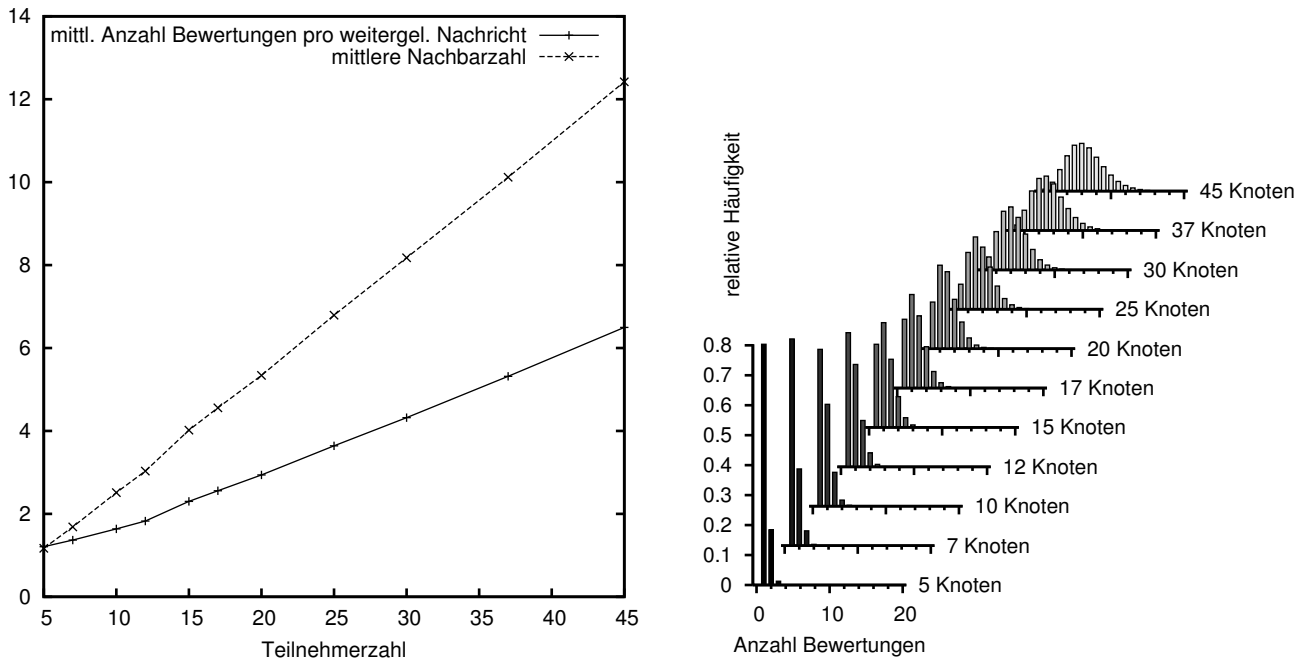 14
12
10
8
6
4
2
0
5 10 15 20 25 30 35 40 45
Teilnehmerzahl
mittl. Anzahl Bewertungen pro weitergel. Nachricht
mittlere Nachbarzahl
relative Häufigkeit
0.8
0.7
0.6
0.5
0.4
0.3
0.2
0.1
0
0 10 20
Anzahl Bewertungen
45 Knoten
37 Knoten
30 Knoten
25 Knoten
20 Knoten
17 Knoten
15 Knoten
12 Knoten
10 Knoten
7 Knoten
5 Knoten